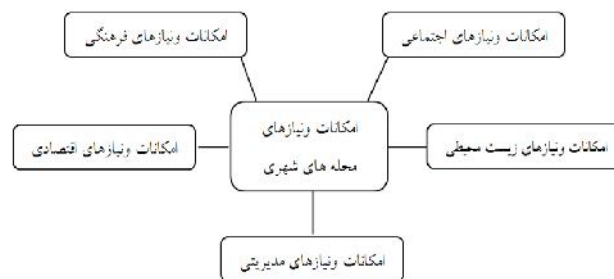 امکانات ونیازهای اجتماعی
امکانات ونیازهای فرهنگی
امکانات ونیازهای
محله های شهری
امکانات ونیازهای زیست محیطی
امکانات ونیازهای اقتصادی
امکانات ونیازهای مدیریتی